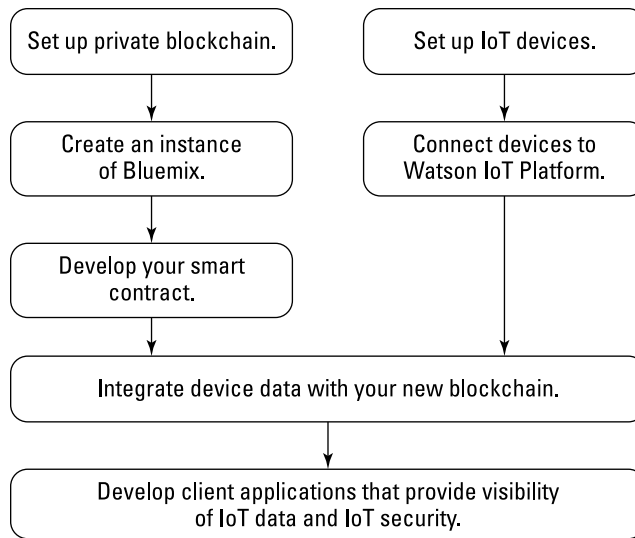 Set up private blockchain.
Set up IoT devices.
Create an instance
of Bluemix.
Connect devices to
Watson IoT Platform.
Develop your smart
contract.
Integrate device data with your new blockchain.
Develop client applications that provide visibility
of IoT data and IoT security.